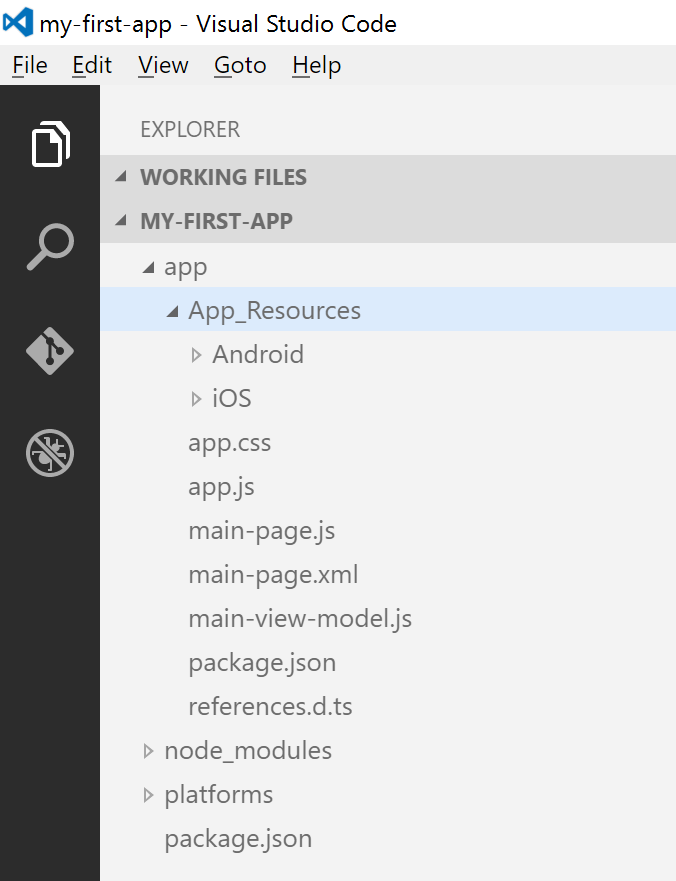 my-first-app - Visual Studio Code
File Edit View Goto Help
EXPLORER
WORKING FILES
MY-FIRST-APP
app
App_Resources
Android
iOS
app.css
app.js
main-page.js
main-page.xml
main-view-model.js
package.json
references.d.ts
node_modules
platforms
package.json